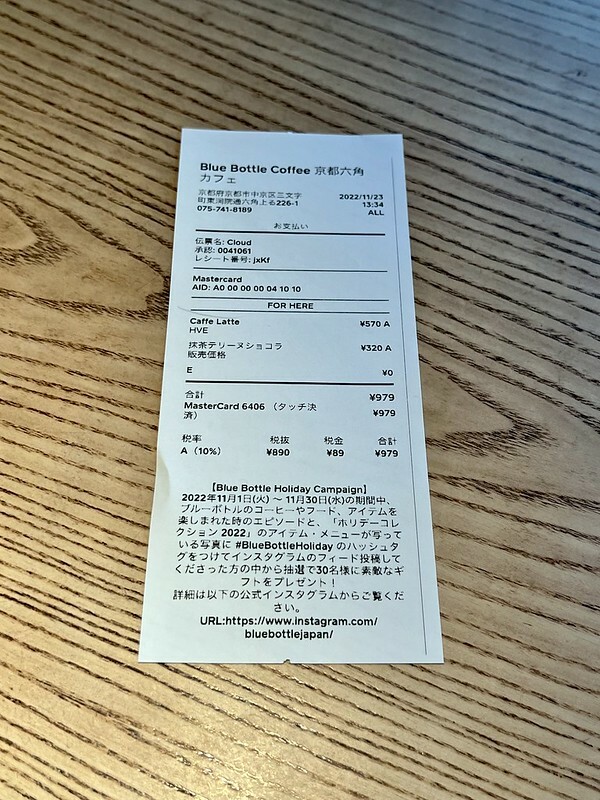 Blue Bottle Coffee 京都六角
カフェ
京都府京都市中京区三文字
町東洞院通六角上る226-1
075-741-8189
2022/11/23
13:34
ALL
お支払い
伝票名: Cloud
承認: 0041061
レシート番号: jxKf
Mastercard
AID: A0 00 00 00 04 10 10
FOR HERE
Caffe Latte ¥570 A
HVE
抹茶テリーヌショコラ ¥320 A
販売価格
E ¥0
合計 ¥979
MasterCard 6406 （タッチ決 ¥979
済）
税率 税抜 税金 合計
A（10%） ¥890 ¥89 ¥979
【Blue Bottle Holiday Campaign】
2022年11月1日(火) ～ 11月30日(水)の期間中、
ブルーボトルのコーヒーやフード、アイテムを
楽しまれた時のエピソードと、「ホリデーコレ
クション 2022」のアイテム・メニューが写って
いる写真に #BlueBottleHoliday のハッシュタ
グをつけてインスタグラムのフィード投稿して
くださった方の中から抽選で30名様に素敵なギ
フトをプレゼント！
詳細は以下の公式インスタグラムからご覧くだ
さい。
URL:https://www.instagram.com/
bluebottlejapan/